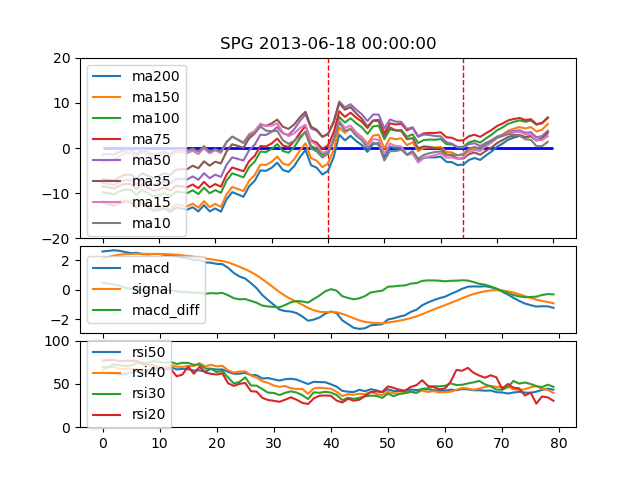 SPG 2013-06-18 00:00:00
20
10
0
−10
−20
ma200
ma150
ma100
ma75
ma50
ma35
ma15
ma10
2
0
−2
macd
signal
macd_diff
100
50
0
rsi50
rsi40
rsi30
rsi20
0 10 20 30 40 50 60 70 80